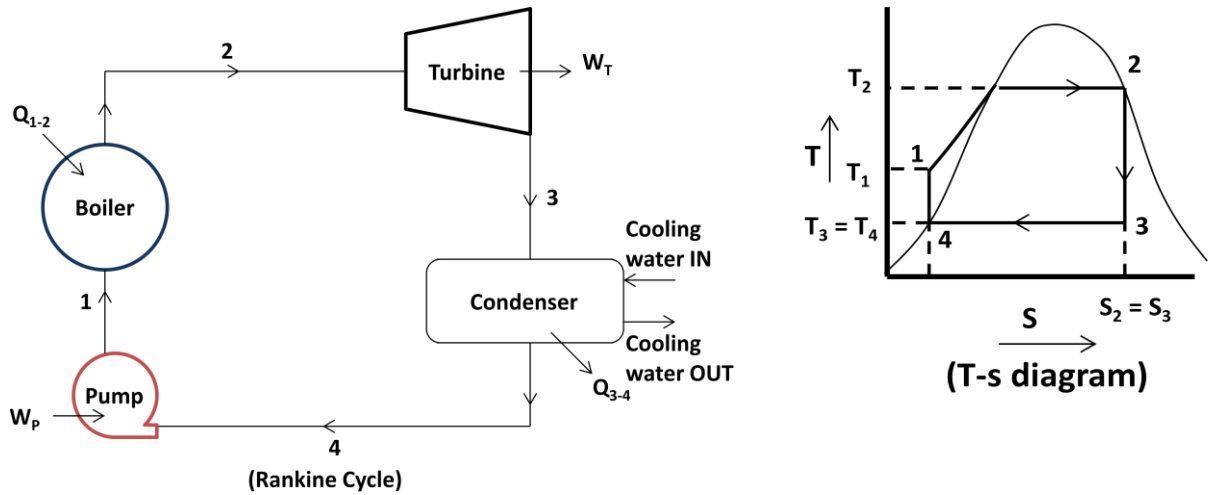 2
Turbine
W_T
Q_1-2
Boiler
3
Cooling
water IN
Condenser
1
Cooling
water OUT
Q_3-4
Pump
W_P
4
(Rankine Cycle)
T_2
2
1
T
T_1
T_3 = T_4
4
3
S
S_2 = S_3
(T-s diagram)